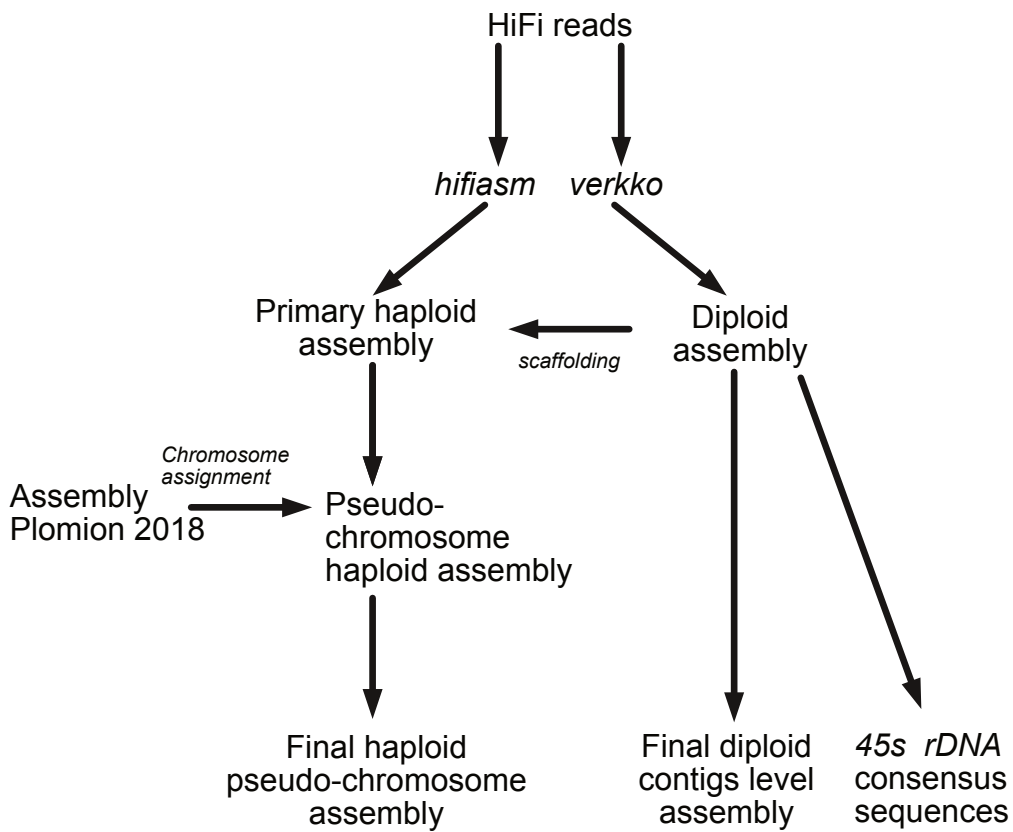 HiFi reads
hifiasm verkko
Primary haploid
assembly
Diploid
assembly
scaffolding
Chromosome
assignment
Assembly
Plomion 2018
Pseudo-
chromosome
haploid assembly
Final haploid
pseudo-chromosome
assembly
Final diploid
contigs level
assembly
45s rDNA
consensus
sequences